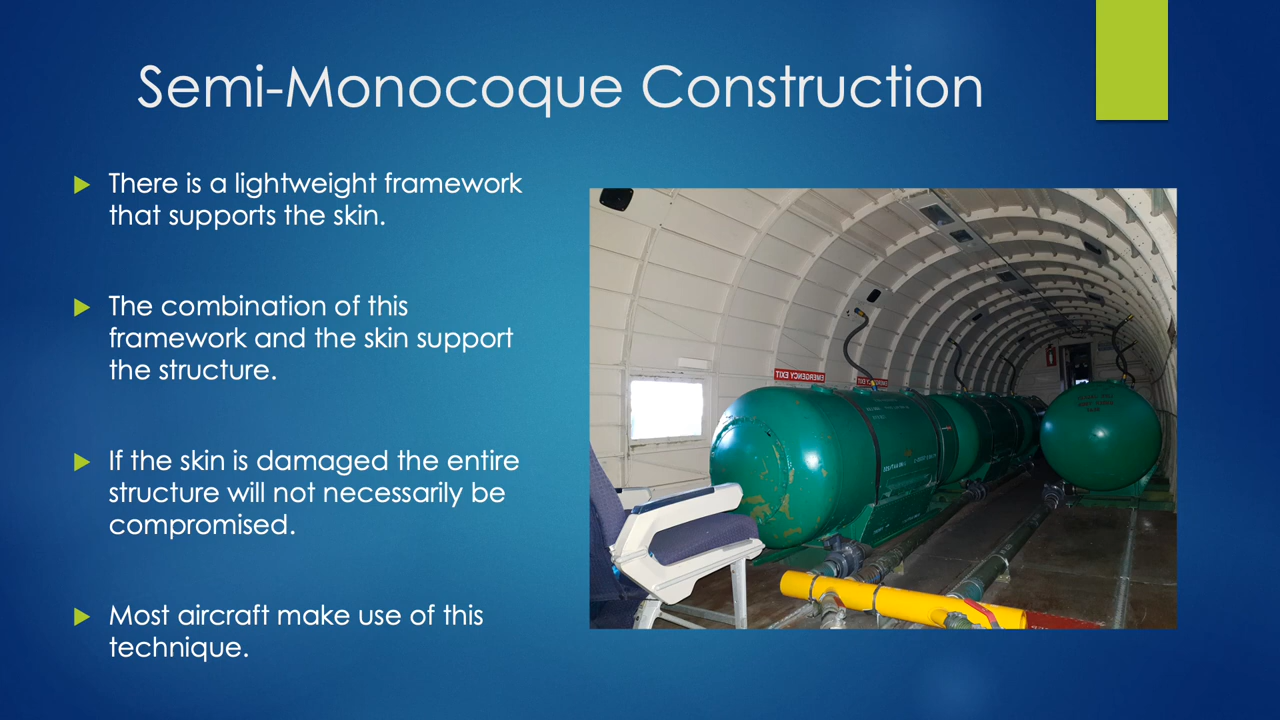 Semi-Monocoque Construction
There is a lightweight framework
that supports the skin.
The combination of this
framework and the skin support
the structure.
If the skin is damaged the entire
structure will not necessarily be
compromised.
Most aircraft make use of this
technique.
EMERGENCY EXIT